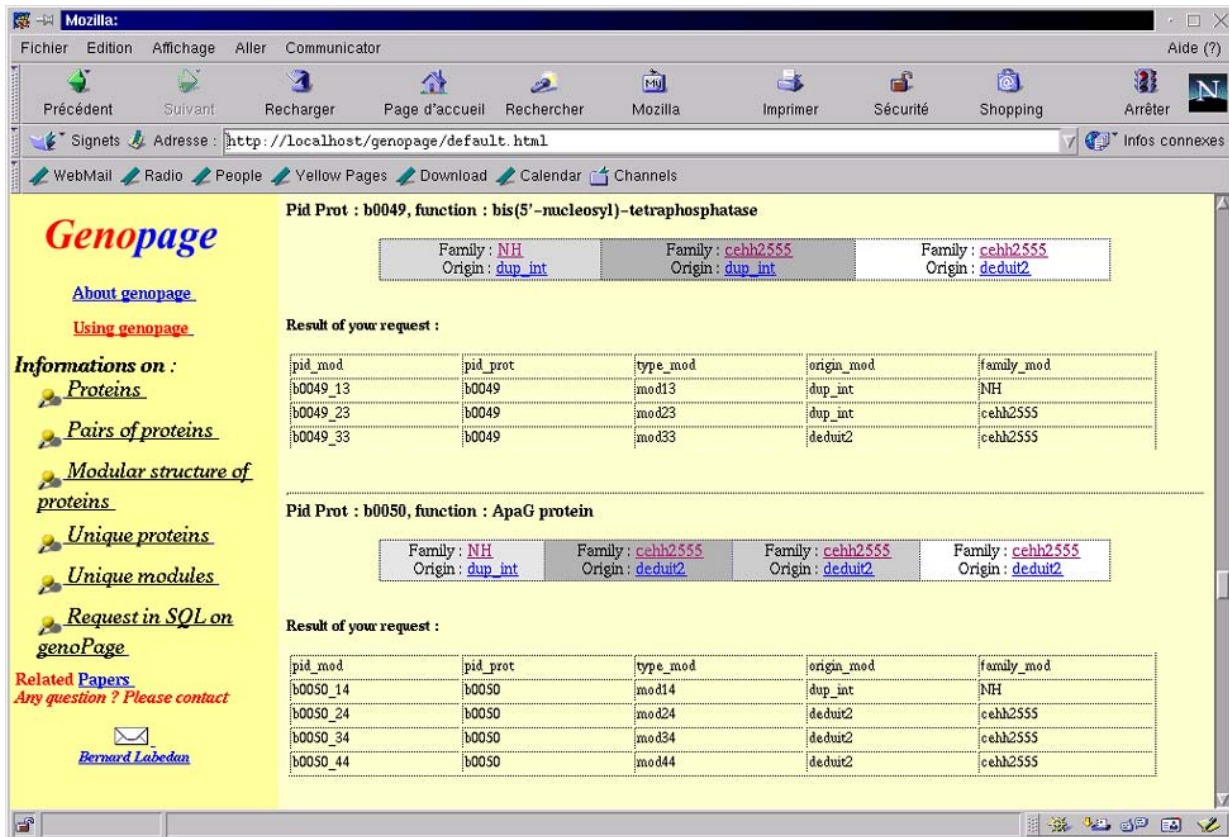 Mozilla:
Fichier Edition Affichage Aller Communicator Aide (?)
Précédent Suivant Recharger Page d'accueil Rechercher Mozilla Imprimer Sécurité Shopping Arrêter
My
N
Signets Adresse : http://localhost/genopage/default.html Infos connexes
WebMail Radio People Yellow Pages Download Calendar Channels
Genopage
About genopage
Using genopage
Informations on :
Proteins
Pairs of proteins
Modular structure of
proteins
Unique proteins
Unique modules
Request in SQL on
genoPage
Related Papers
Any question ? Please contact
Bernard Labedan
Pid Prot : b0049, function : bis(5'-nucleosyl)-tetraphosphatase
Family : NH Family : cehh2555 Family : cehh2555
Origin : dup_int Origin : dup_int Origin : deduit2
Result of your request :
pid_mod pid_prot type_mod origin_mod family_mod
b0049_13 b0049 mod13 dup_int NH
b0049_23 b0049 mod23 dup_int cehh2555
b0049_33 b0049 mod33 deduit2 cehh2555
Pid Prot : b0050, function : ApaG protein
Family : NH Family : cehh2555 Family : cehh2555 Family : cehh2555
Origin : dup_int Origin : deduit2 Origin : deduit2 Origin : deduit2
Result of your request :
pid_mod pid_prot type_mod origin_mod family_mod
b0050_14 b0050 mod14 dup_int NH
b0050_24 b0050 mod24 deduit2 cehh2555
b0050_34 b0050 mod34 deduit2 cehh2555
b0050_44 b0050 mod44 deduit2 cehh2555